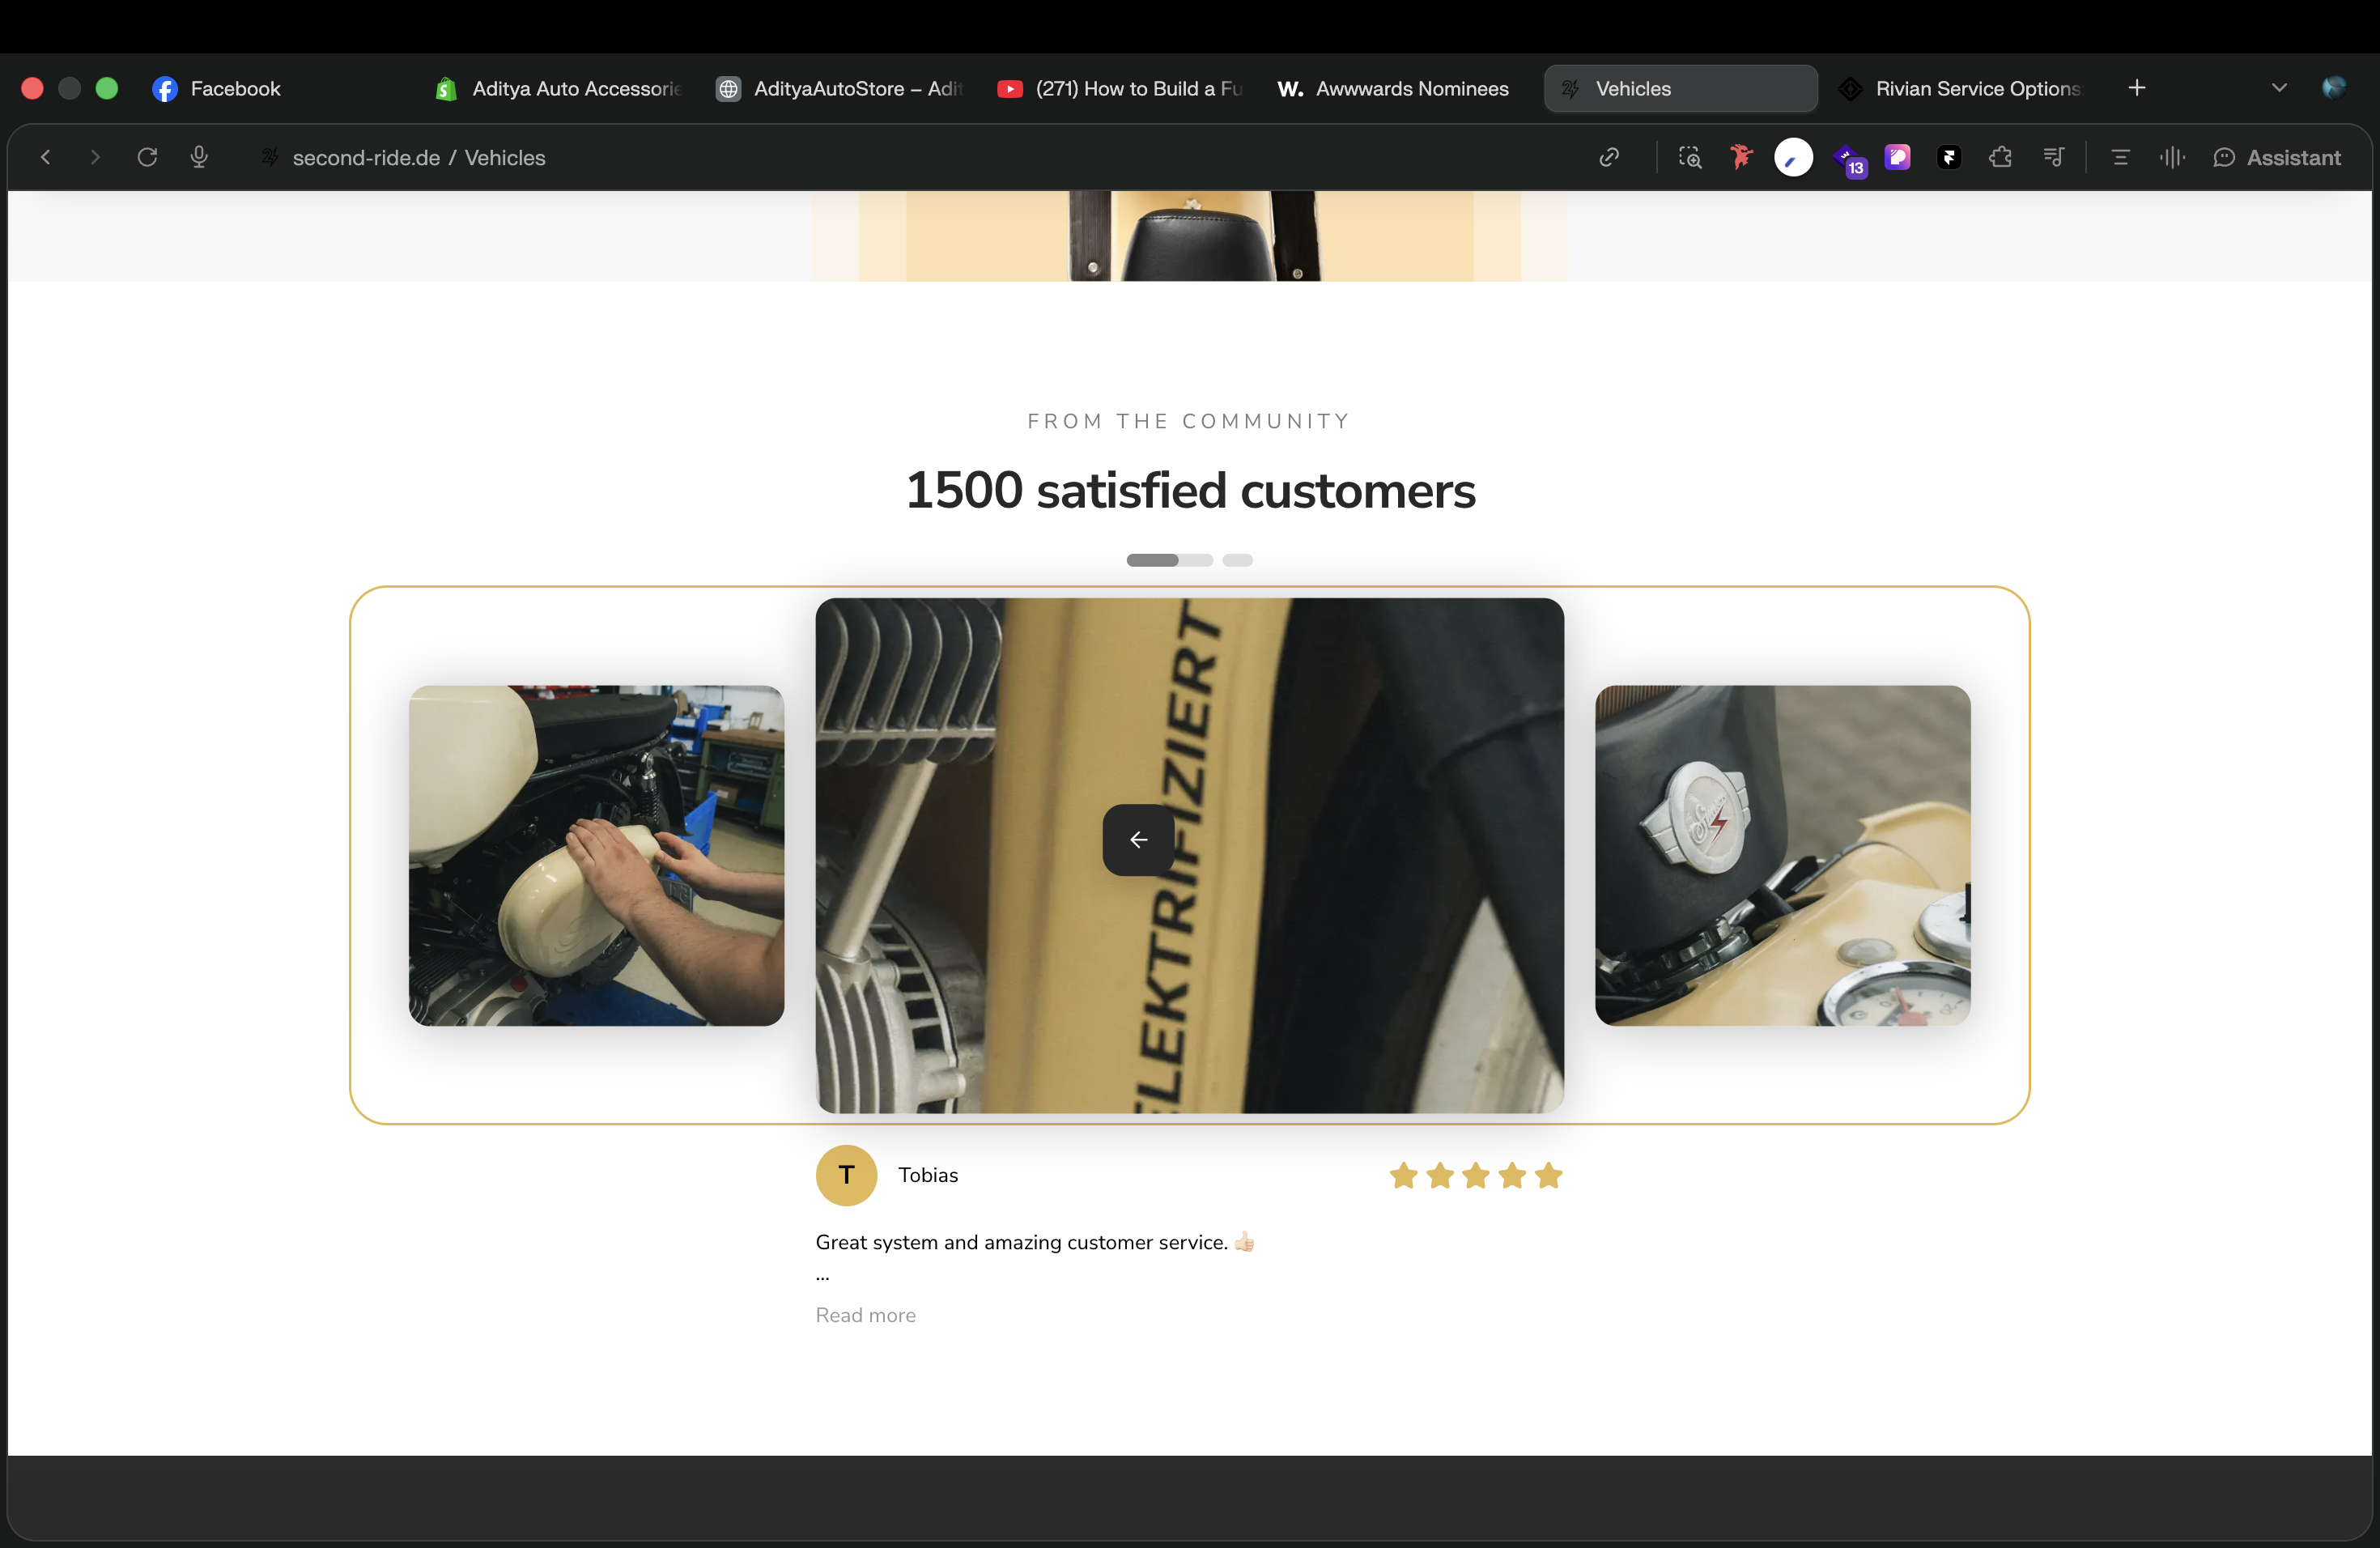 Facebook
Aditya Auto Accessorie
AdityaAutoStore – Adit
(271) How to Build a Fu
W. Awwwards Nominees
Vehicles
Rivian Service Options
second-ride.de / Vehicles
13
Assistant
FROM THE COMMUNITY
1500 satisfied customers
ELEKTRIFIZIERT
T
Tobias
Great system and amazing customer service. 👍🏻
...
Read more